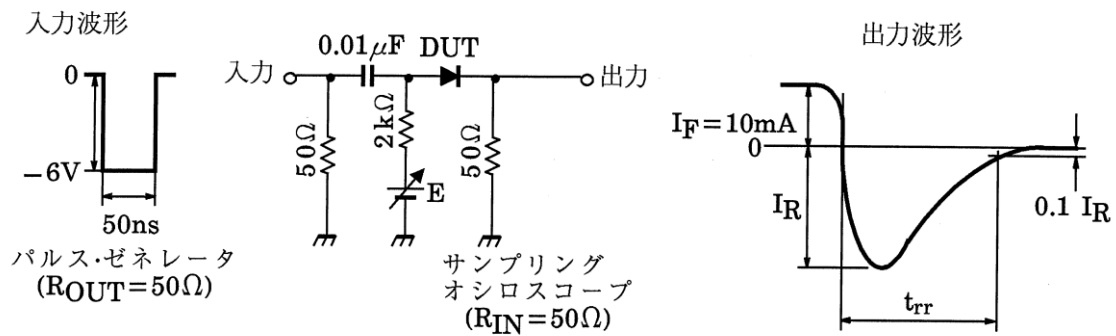 入力波形
0
−6V
50ns
パルス・ゼネレータ
(ROUT=50Ω)
0.01μF
DUT
入力
出力
50Ω
2kΩ
E
50Ω
サンプリング
オシロスコープ
(RIN=50Ω)
出力波形
IF=10mA
0
IR
0.1 IR
trr